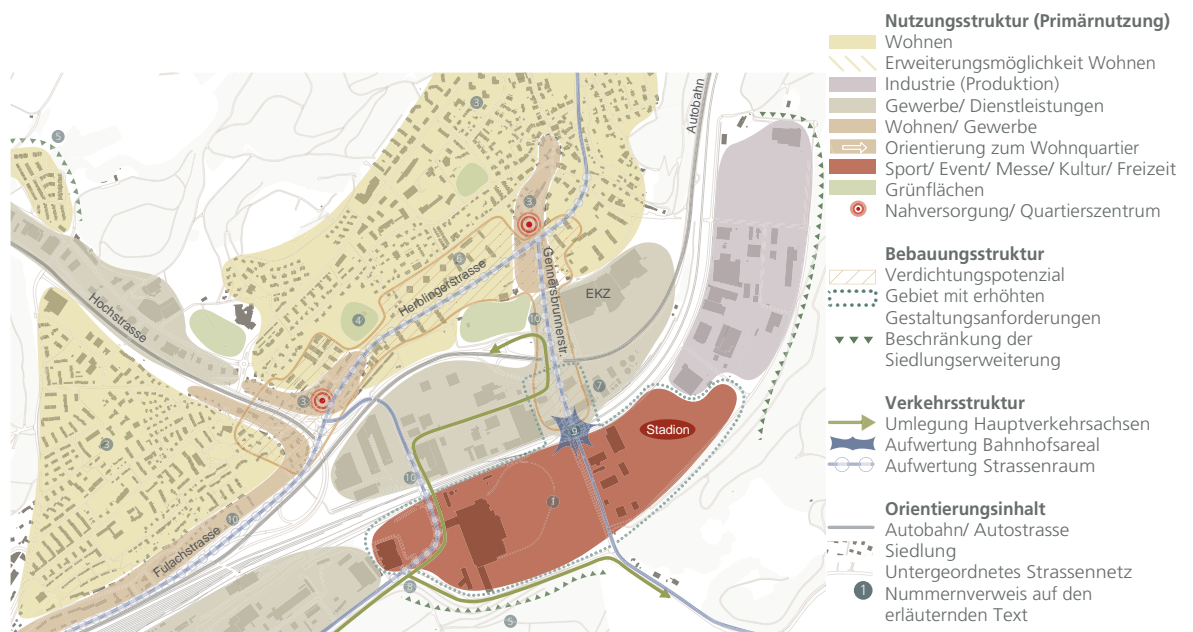 Nutzungsstruktur (Primärnutzung)
Wohnen
Erweiterungsmöglichkeit Wohnen
Industrie (Produktion)
Gewerbe/ Dienstleistungen
Wohnen/ Gewerbe
Orientierung zum Wohnquartier
Sport/ Event/ Messe/ Kultur/ Freizeit
Grünflächen
Nahversorgung/ Quartierszentrum
Bebauungsstruktur
Verdichtungspotenzial
Gebiet mit erhöhten
Gestaltungsanforderungen
Beschränkung der
Siedlungserweiterung
Verkehrsstruktur
Umlegung Hauptverkehrsachsen
Aufwertung Bahnhofsareal
Aufwertung Strassenraum
Orientierungsinhalt
Autobahn/ Autostrasse
Siedlung
Untergeordnetes Strassennetz
1 Nummernverweis auf den
erläuternden Text
Autobahn
3
5
3
6
Gennersbrunnerstr.
Herblingerstrasse
EKZ
Hochstrasse
10
4
7
3
Stadion
9
3
10
1
10
Fulachstrasse
8
5